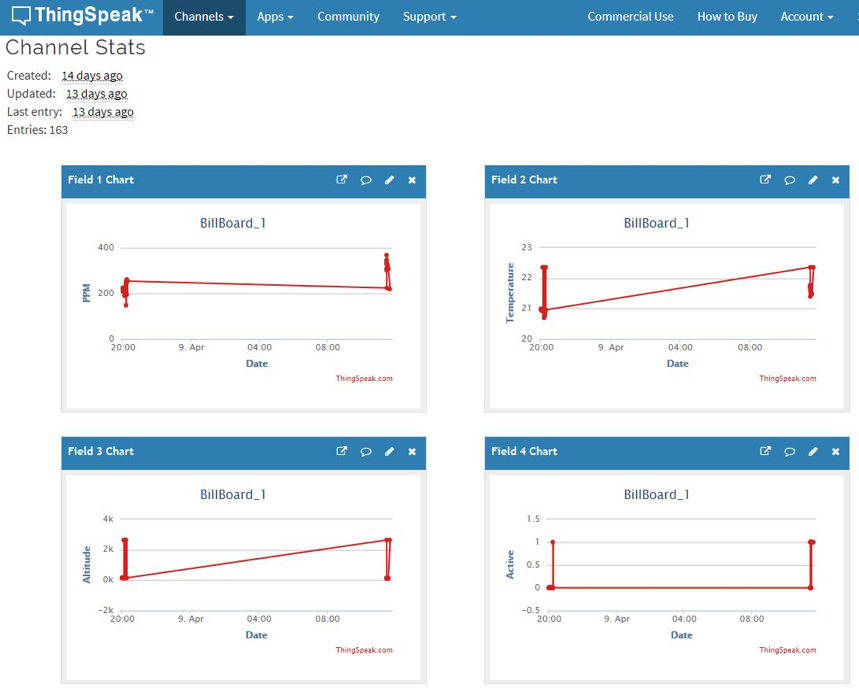 ThingSpeak™ Channels Apps Community Support Commercial Use How to Buy Account
Channel Stats
Created: 14 days ago
Updated: 13 days ago
Last entry: 13 days ago
Entries: 163
Field 1 Chart
BillBoard_1
PPM
400
200
0
20:00 9. Apr 04:00 08:00
Date
ThingSpeak.com
Field 2 Chart
BillBoard_1
Temperature
23
22
21
20
20:00 9. Apr 04:00 08:00
Date
ThingSpeak.com
Field 3 Chart
BillBoard_1
Altitude
4k
2k
0k
-2k
20:00 9. Apr 04:00 08:00
Date
ThingSpeak.com
Field 4 Chart
BillBoard_1
Active
1.5
1
0.5
0
-0.5
20:00 9. Apr 04:00 08:00
Date
ThingSpeak.com